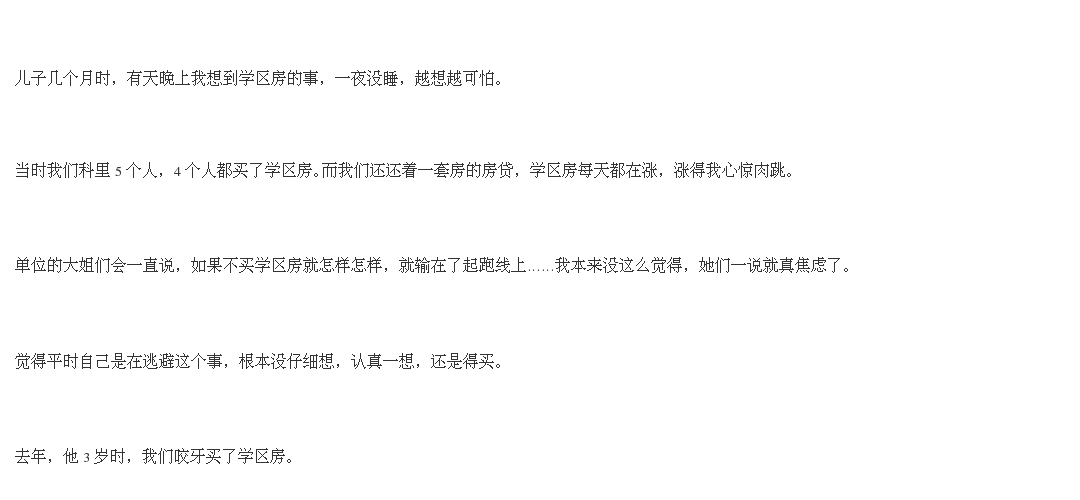 儿子几个月时，有天晚上我想到学区房的事，一夜没睡，越想越可怕。
当时我们科里 5 个人，4 个人都买了学区房。而我们还还着一套房的房贷，学区房每天都在涨，涨得我心惊肉跳。
单位的大姐们会一直说，如果不买学区房就怎样怎样，就输在了起跑线上……我本来没这么觉得，她们一说就真焦虑了。
觉得平时自己是在逃避这个事，根本没仔细想，认真一想，还是得买。
去年，他 3 岁时，我们咬牙买了学区房。